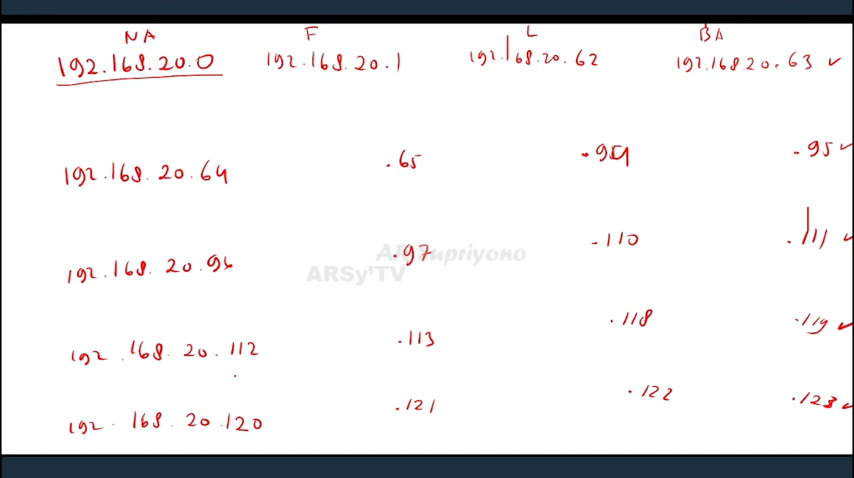 NA F L BA
192.168.20.0 192.168.20.1 192.168.20.62 192.168 20.63
192.168.20.64 .65 .94 .95
192.168.20.96 .97 .110 .111
192.168.20.112 .113 .118 .119
192.168.20.120 .121 .122 .123
ARSy'TV